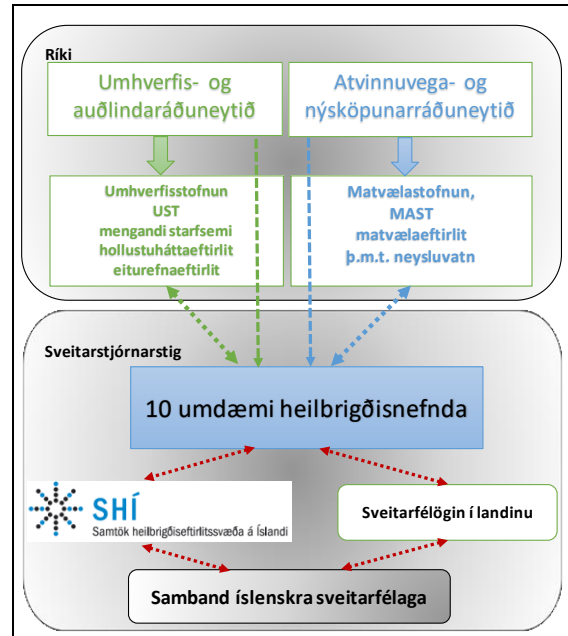 Ríki
Umhverfis- og
auðlindaráðuneytið
Atvinnuvega- og
nýsköpunarráðuneytið
Umhverfisstofnun
UST
mengandi starfsemi
hollustuháttaeftirlit
eiturefnaeftirlit
Matvælastofnun,
MAST
matvælaeftirlit
þ.m.t. neysluvatn
Sveitarstjórnarstig
10 umdæmi heilbrigðisnefnda
SHÍ
Samtök heilbrigðiseftirlitssvæða á Íslandi
Sveitarfélögin í landinu
Samband íslenskra sveitarfélaga